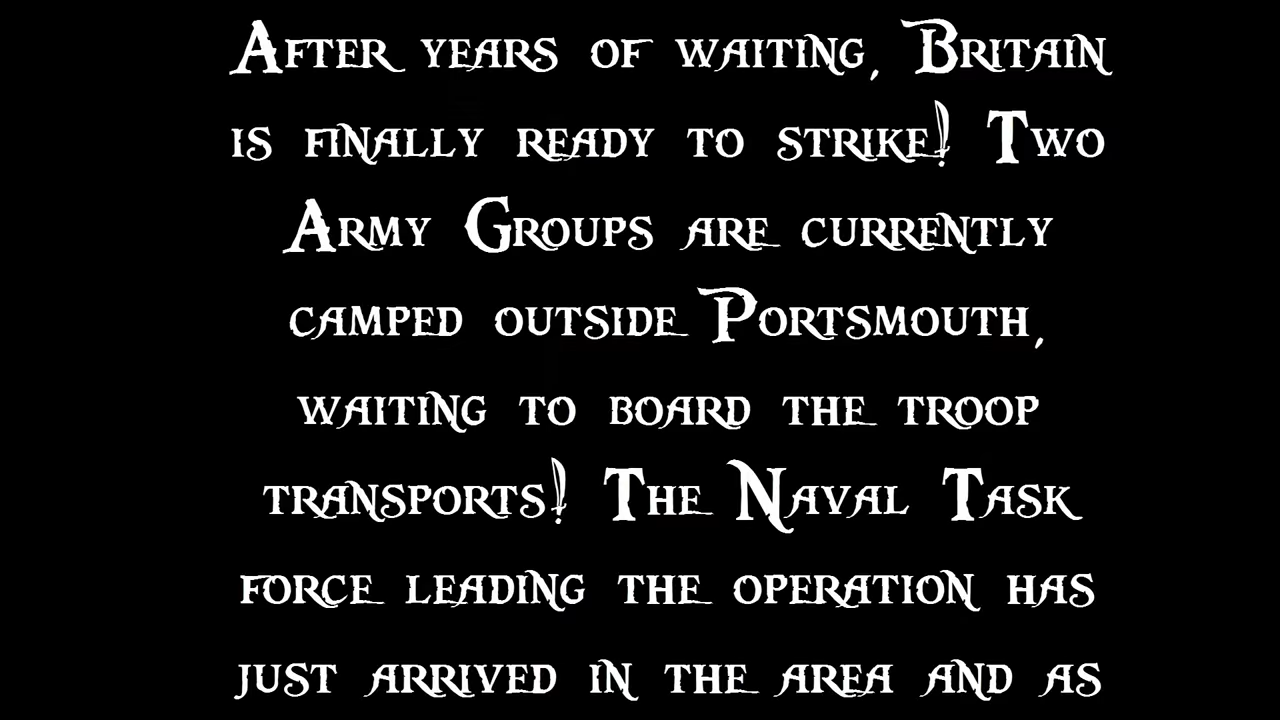 After years of waiting, Britain
is finally ready to strike! Two
Army Groups are currently
camped outside Portsmouth,
waiting to board the troop
transports! The Naval Task
force leading the operation has
just arrived in the area and as